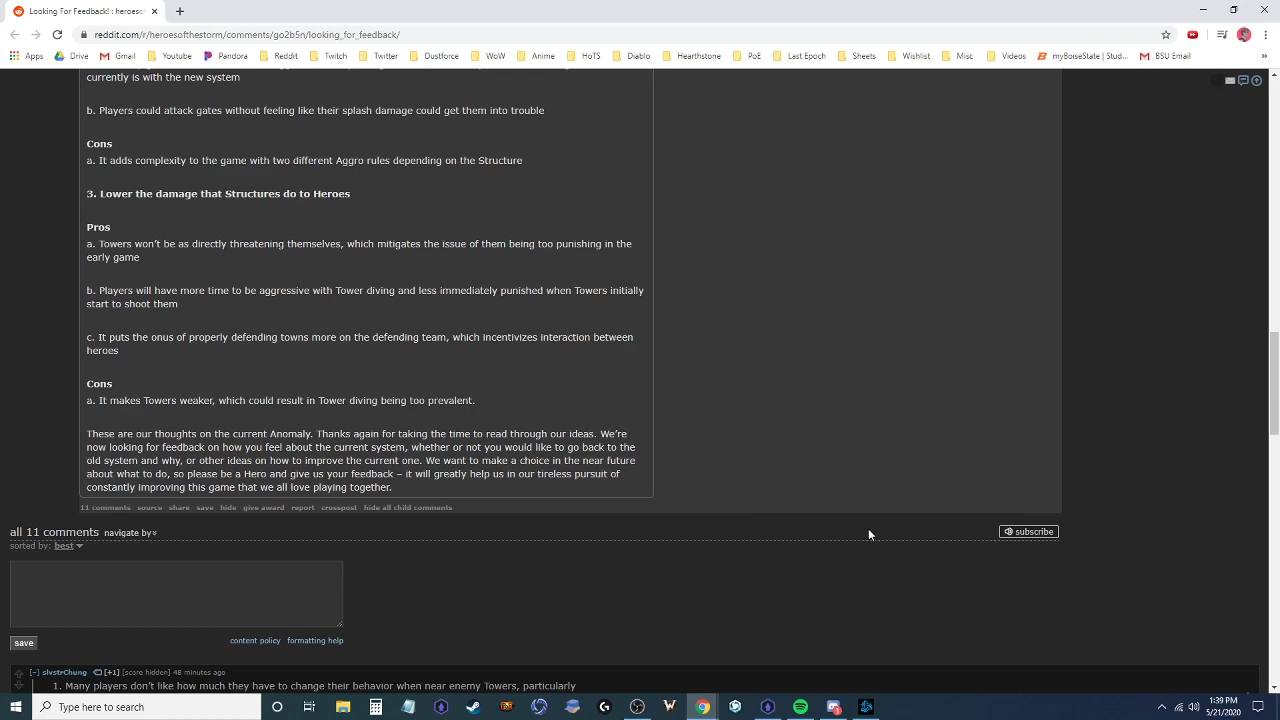 Looking For Feedback! : heroesof
reddit.com/r/heroesofthestorm/comments/go2b5n/looking_for_feedback/
Apps Drive Gmail Youtube Pandora Reddit Twitch Twitter Dustforce WoW Anime HoTS Diablo Hearthstone PoE Last Epoch Sheets Wishlist Misc Videos myBoiseState | Stud... BSU Email
currently is with the new system
b. Players could attack gates without feeling like their splash damage could get them into trouble
Cons
a. It adds complexity to the game with two different Aggro rules depending on the Structure
3. Lower the damage that Structures do to Heroes
Pros
a. Towers won’t be as directly threatening themselves, which mitigates the issue of them being too punishing in the
early game
b. Players will have more time to be aggressive with Tower diving and less immediately punished when Towers initially
start to shoot them
c. It puts the onus of properly defending towns more on the defending team, which incentivizes interaction between
heroes
Cons
a. It makes Towers weaker, which could result in Tower diving being too prevalent.
These are our thoughts on the current Anomaly. Thanks again for taking the time to read through our ideas. We’re
now looking for feedback on how you feel about the current system, whether or not you would like to go back to the
old system and why, or other ideas on how to improve the current one. We want to make a choice in the near future
about what to do, so please be a Hero and give us your feedback – it will greatly help us in our tireless pursuit of
constantly improving this game that we all love playing together.
11 comments source share save hide give award report crosspost hide all child comments
all 11 comments navigate by
sorted by: best
subscribe
save
content policy formatting help
[–] slvstrChung [+1] [score hidden] 48 minutes ago
1. Many players don’t like how much they have to change their behavior when near enemy Towers, particularly
Type here to search
1:39 PM
5/21/2020